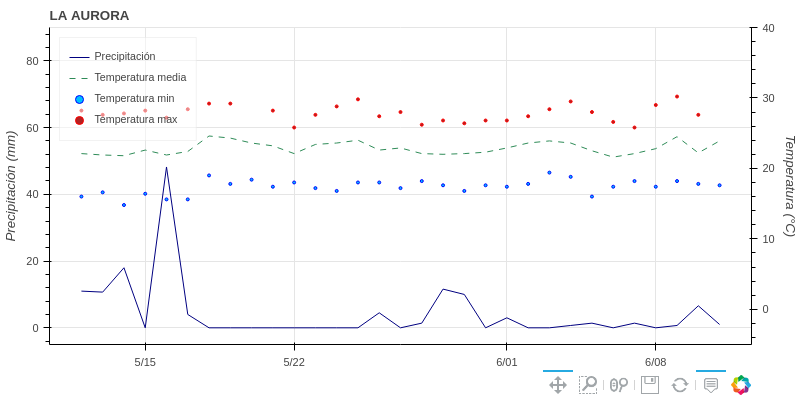 LA AURORA
Precipitación
Temperatura media
Temperatura min
Temperatura max
Precipitación (mm)
Temperatura (°C)
80
60
40
20
0
40
30
20
10
0
5/15
5/22
6/01
6/08